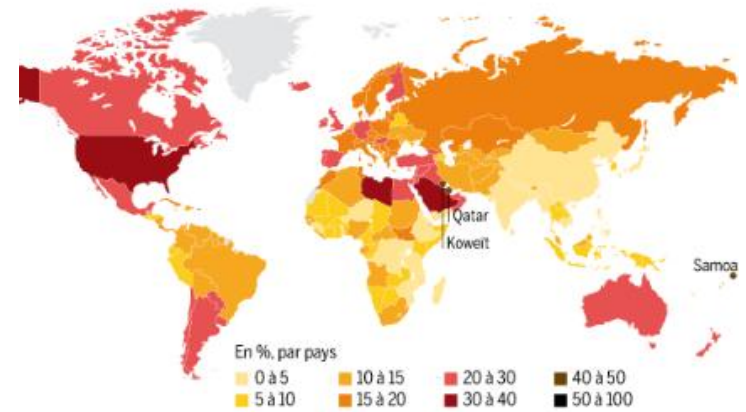 Qatar
Koweït
Samoa
En %, par pays
0 à 5
10 à 15
20 à 30
40 à 50
5 à 10
15 à 20
30 à 40
50 à 100